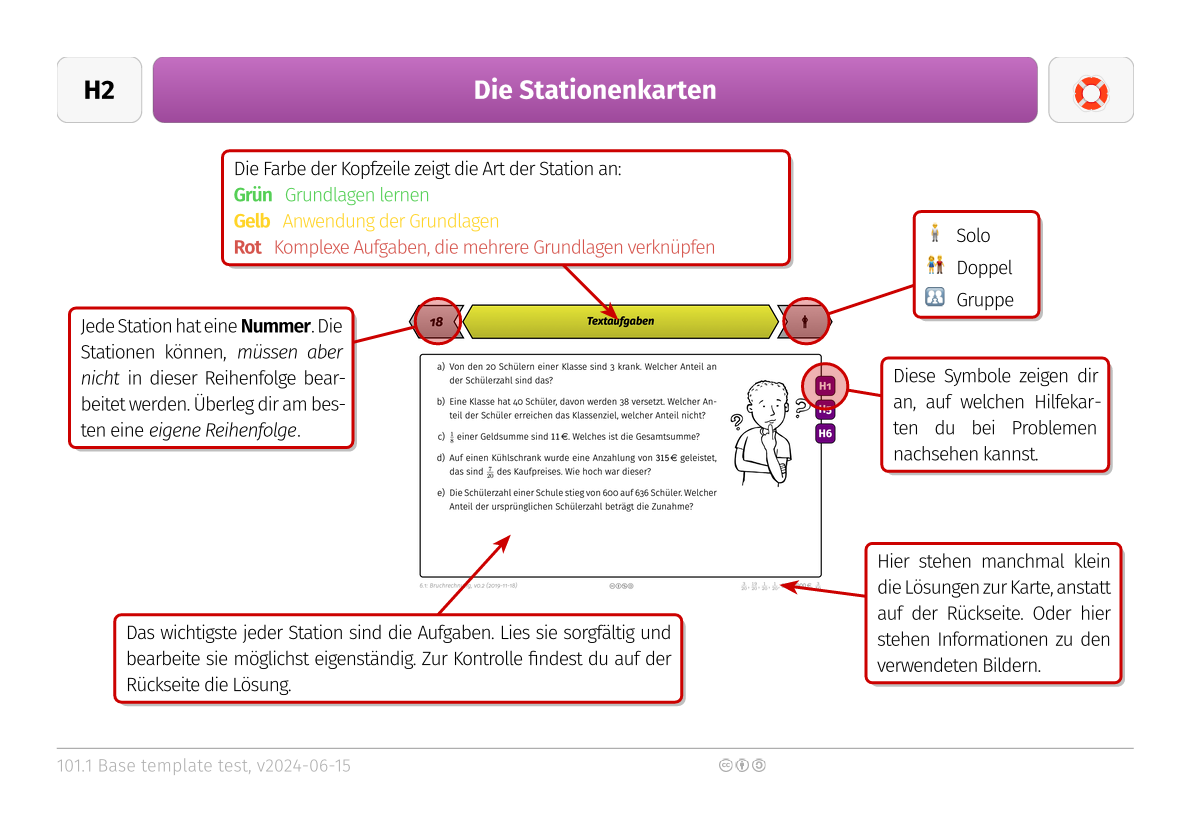 H2
Die Stationenkarten
Die Farbe der Kopfzeile zeigt die Art der Station an:
Grün Grundlagen lernen
Gelb Anwendung der Grundlagen
Rot Komplexe Aufgaben, die mehrere Grundlagen verknüpfen
Solo
Doppel
Gruppe
Jede Station hat eine Nummer. Die
Stationen können, müssen aber
nicht in dieser Reihenfolge bear-
beitet werden. Überleg dir am bes-
ten eine eigene Reihenfolge.
18
Textaufgaben
a) Von den 20 Schülern einer Klasse sind 3 krank. Welcher Anteil an
der Schülerzahl sind das?
b) Eine Klasse hat 40 Schüler, davon werden 38 versetzt. Welcher An-
teil der Schüler erreichen das Klassenziel, welcher Anteil nicht?
c) 1/8 einer Geldsumme sind 11 €. Welches ist die Gesamtsumme?
d) Auf einen Kühlschrank wurde eine Anzahlung von 315 € geleistet,
das sind 7/20 des Kaufpreises. Wie hoch war dieser?
e) Die Schülerzahl einer Schule stieg von 600 auf 636 Schüler. Welcher
Anteil der ursprünglichen Schülerzahl beträgt die Zunahme?
? ?
H1
H5
H6
Diese Symbole zeigen dir
an, auf welchen Hilfekar-
ten du bei Problemen
nachsehen kannst.
6.1: Bruchrechnung, v0.2 (2019-11-18)
Hier stehen manchmal klein
die Lösungen zur Karte, anstatt
auf der Rückseite. Oder hier
stehen Informationen zu den
verwendeten Bildern.
Das wichtigste jeder Station sind die Aufgaben. Lies sie sorgfältig und
bearbeite sie möglichst eigenständig. Zur Kontrolle findest du auf der
Rückseite die Lösung.
101.1 Base template test, v2024-06-15